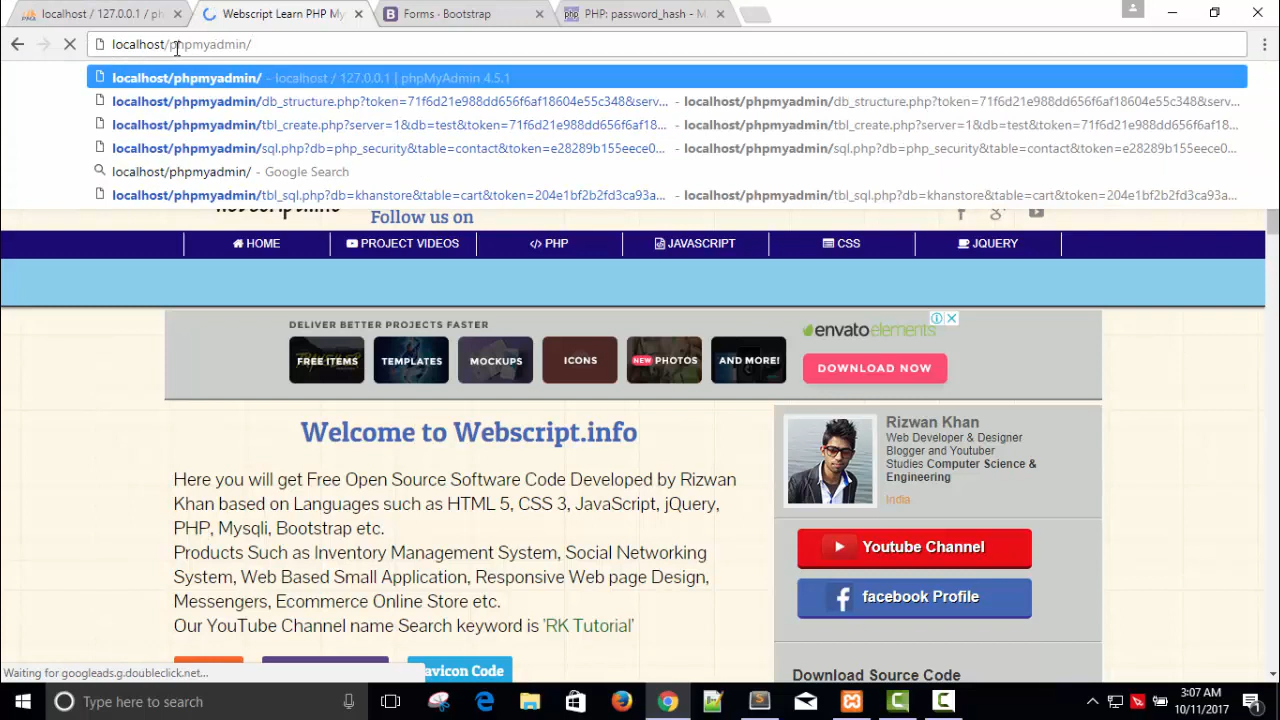 localhost / 127.0.0.1 / ph
Webscript Learn PHP My
Forms · Bootstrap
PHP: password_hash - M
localhost/phpmyadmin/
localhost/phpmyadmin/ - localhost / 127.0.0.1 | phpMyAdmin 4.5.1
localhost/phpmyadmin/db_structure.php?token=71f6d21e988dd656f6af18604e55c348&serv... - localhost/phpmyadmin/db_structure.php?token=71f6d21e988dd656f6af18604e55c348&serv...
localhost/phpmyadmin/tbl_create.php?server=1&db=test&token=71f6d21e988dd656f6af18... - localhost/phpmyadmin/tbl_create.php?server=1&db=test&token=71f6d21e988dd656f6af18...
localhost/phpmyadmin/sql.php?db=php_security&table=contact&token=e28289b155eece0... - localhost/phpmyadmin/sql.php?db=php_security&table=contact&token=e28289b155eece0...
localhost/phpmyadmin/ - Google Search
localhost/phpmyadmin/tbl_sql.php?db=khanstore&table=cart&token=204e1bf2b2fd3ca93a... - localhost/phpmyadmin/tbl_sql.php?db=khanstore&table=cart&token=204e1bf2b2fd3ca93a...
Follow us on
HOME
PROJECT VIDEOS
</> PHP
JAVASCRIPT
CSS
JQUERY
DELIVER BETTER PROJECTS FASTER
FREE ITEMS
TEMPLATES
MOCKUPS
ICONS
NEW PHOTOS
AND MORE!
envato elements
DOWNLOAD NOW
Welcome to Webscript.info
Here you will get Free Open Source Software Code Developed by Rizwan
Khan based on Languages such as HTML 5, CSS 3, JavaScript, jQuery,
PHP, Mysqli, Bootstrap etc.
Products Such as Inventory Management System, Social Networking
System, Web Based Small Application, Responsive Web page Design,
Messengers, Ecommerce Online Store etc.
Our YouTube Channel name Search keyword is 'RK Tutorial'
Rizwan Khan
Web Developer & Designer
Blogger and Youtuber
Studies Computer Science &
Engineering
India
Youtube Channel
facebook Profile
Download Source Code
avicon Code
Waiting for googleads.g.doubleclick.net...
Type here to search
3:07 AM
10/11/2017